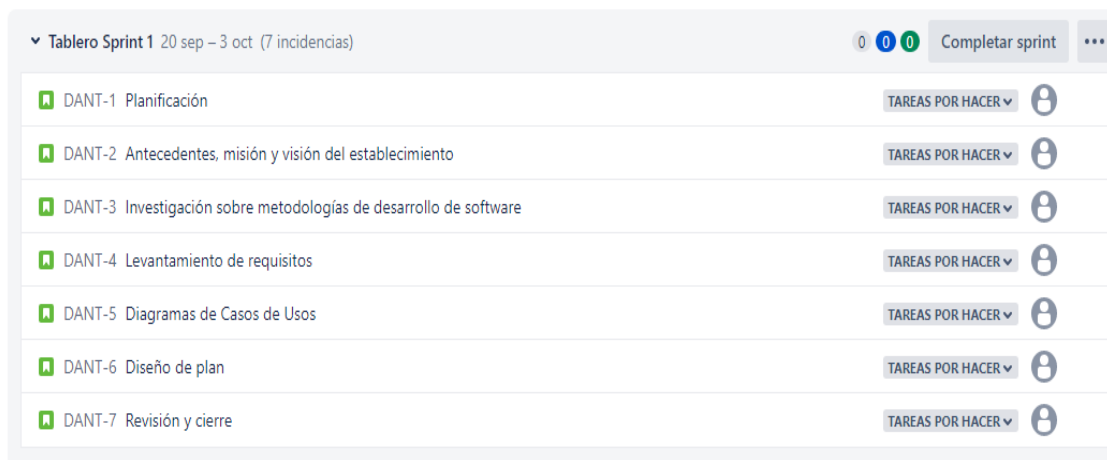 Tablero Sprint 1 20 sep – 3 oct (7 incidencias) 0 0 0 Completar sprint
DANT-1 Planificación TAREAS POR HACER
DANT-2 Antecedentes, misión y visión del establecimiento TAREAS POR HACER
DANT-3 Investigación sobre metodologías de desarrollo de software TAREAS POR HACER
DANT-4 Levantamiento de requisitos TAREAS POR HACER
DANT-5 Diagramas de Casos de Usos TAREAS POR HACER
DANT-6 Diseño de plan TAREAS POR HACER
DANT-7 Revisión y cierre TAREAS POR HACER